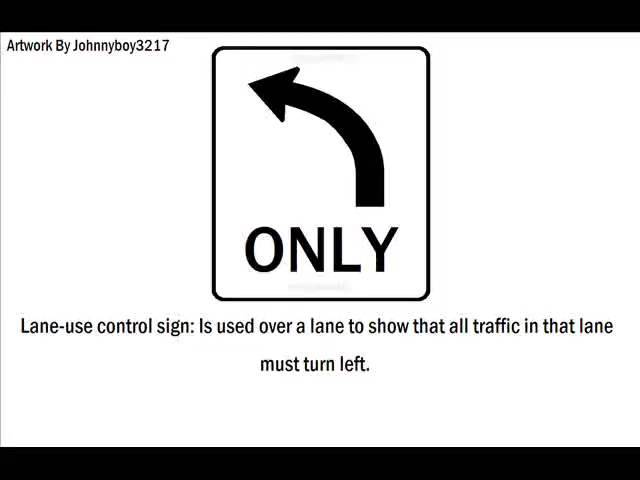 Artwork By Johnnyboy3217
ONLY
Lane-use control sign: Is used over a lane to show that all traffic in that lane
must turn left.